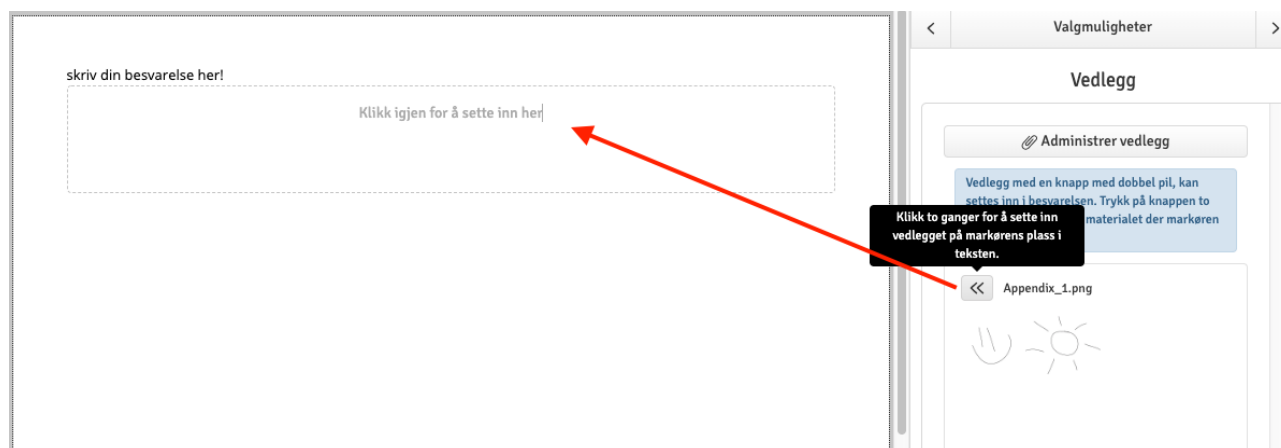 Valgmuligheter
Vedlegg
skriv din besvarelse her!
Klikk igjen for å sette inn her
Administrer vedlegg
Vedlegg med en knapp med dobbel pil, kan
settes inn i besvarelsen. Trykk på knappen to
materialet der markøren
Klikk to ganger for å sette inn
vedlegget på markørens plass i
teksten.
Appendix_1.png